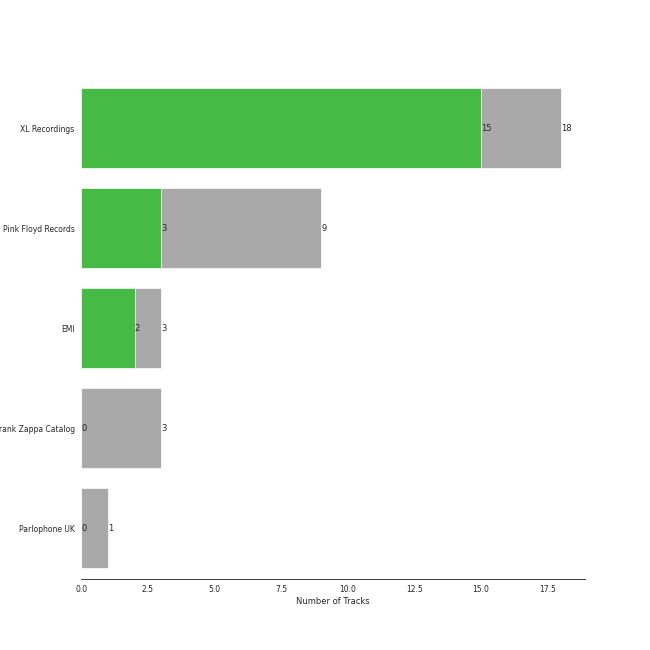 XL Recordings 15 18
Pink Floyd Records 3 9
EMI 2 3
Zappa Catalog 0 3
Parlophone UK 0 1
0.0 2.5 5.0 7.5 10.0 12.5 15.0 17.5
Number of Tracks